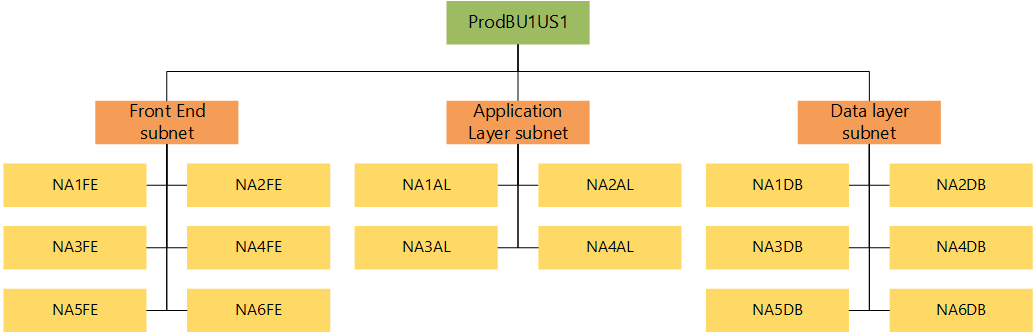 ProdBU1US1
Front End
subnet
Application
Layer subnet
Data layer
subnet
NA1FE
NA2FE
NA1AL
NA2AL
NA1DB
NA2DB
NA3FE
NA4FE
NA3AL
NA4AL
NA3DB
NA4DB
NA5FE
NA6FE
NA5DB
NA6DB